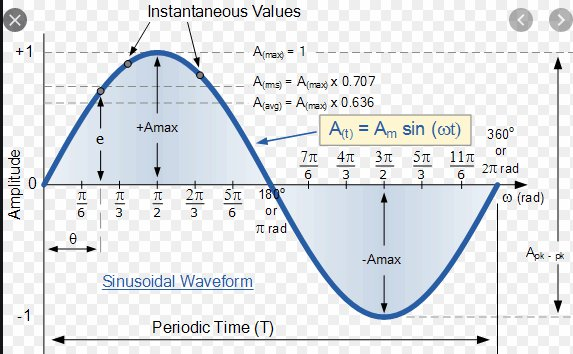 Instantaneous Values
+1
A(max) = 1
A(rms) = A(max) x 0.707
A(avg) = A(max) x 0.636
A(t) = Am sin (ωt)
+Amax
e
Amplitude
0
π/6 π/3 π/2 2π/3 5π/6
180° or π rad
7π/6 4π/3 3π/2 5π/3 11π/6
360° or 2π rad
ω (rad)
θ
Sinusoidal Waveform
-Amax
Apk - pk
-1
Periodic Time (T)